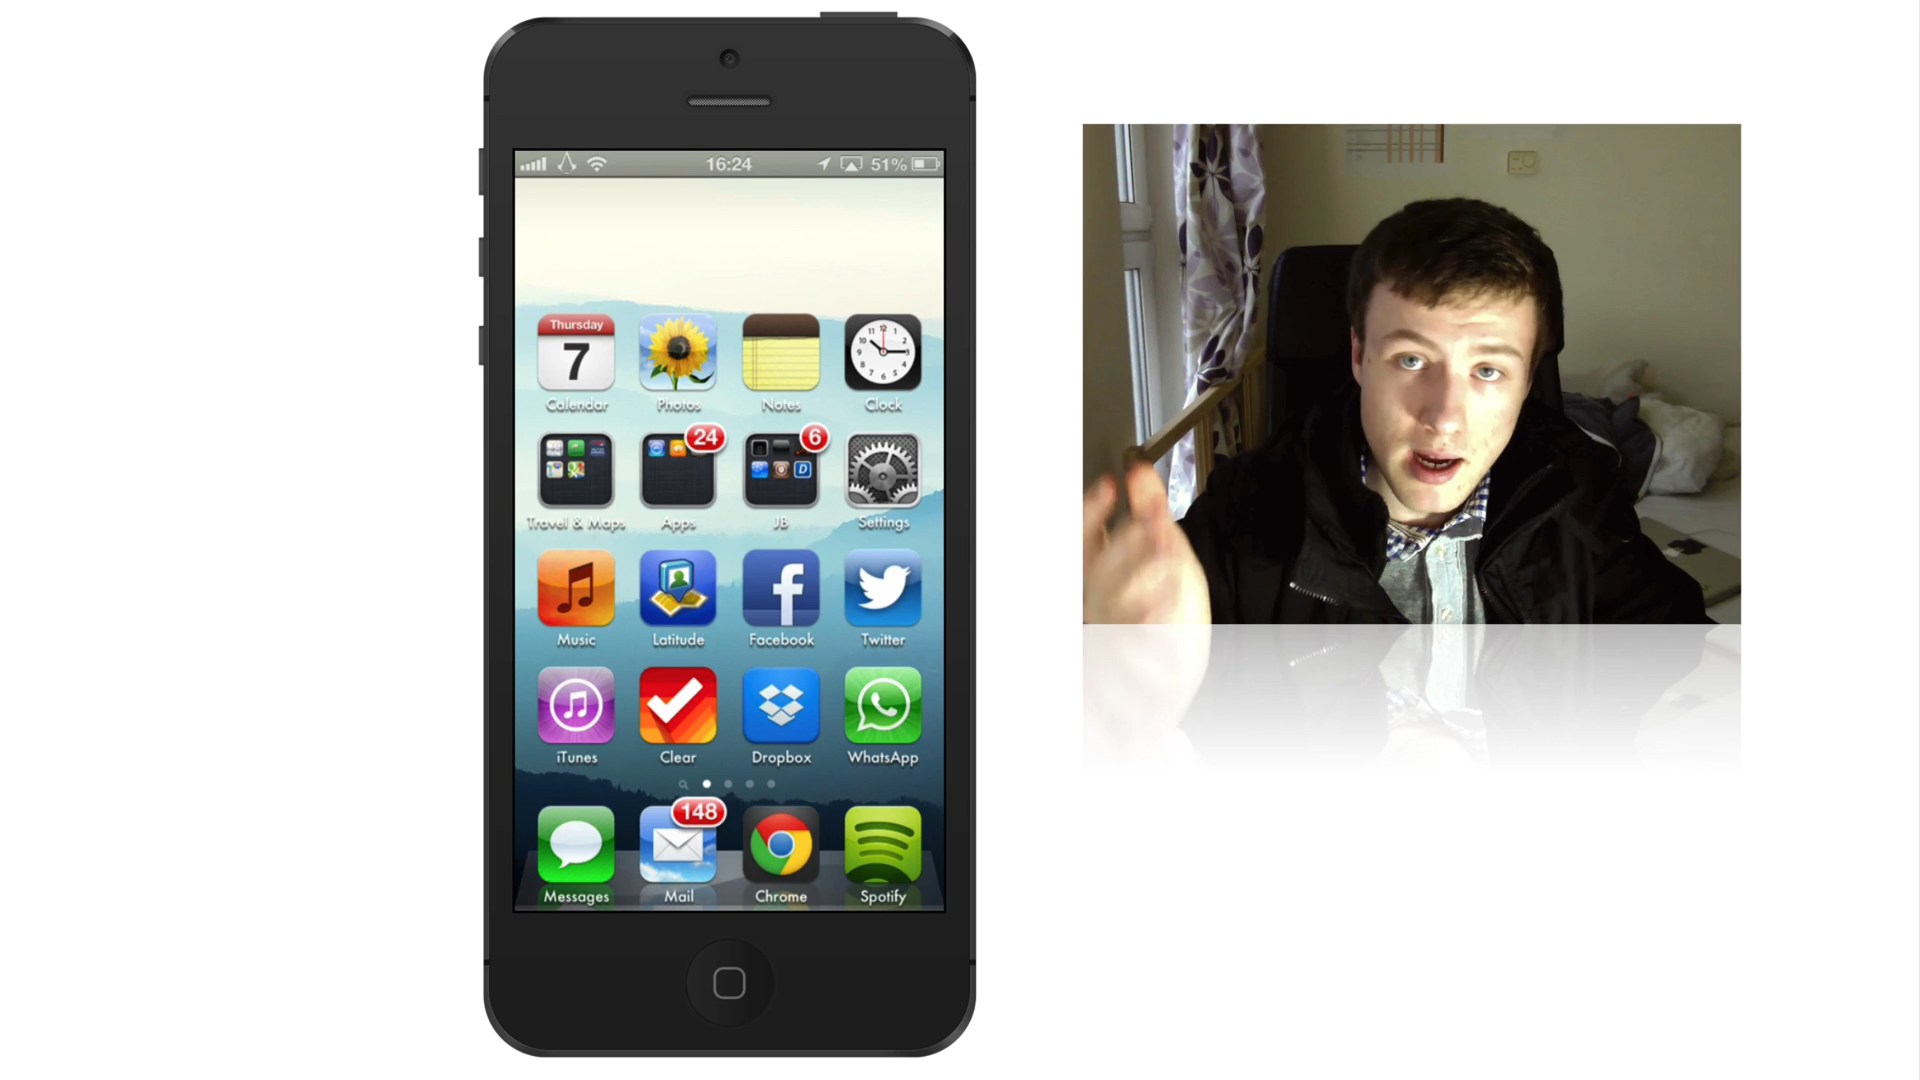 16:24 51%
Thursday
7
Calendar Photos Notes Clock
24 6
Travel & Maps Apps JB Settings
Music Latitude Facebook Twitter
iTunes Clear Dropbox WhatsApp
148
Messages Mail Chrome Spotify